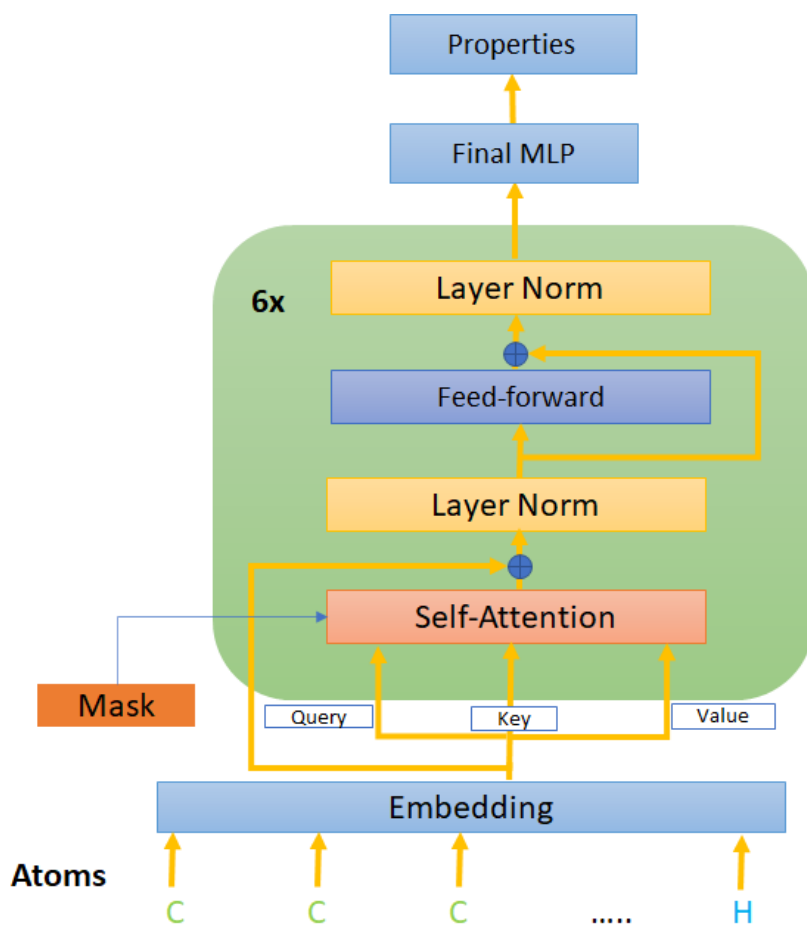 Properties
Final MLP
6x
Layer Norm
Feed-forward
Layer Norm
Self-Attention
Mask
Query
Key
Value
Embedding
Atoms
C C C ..... H